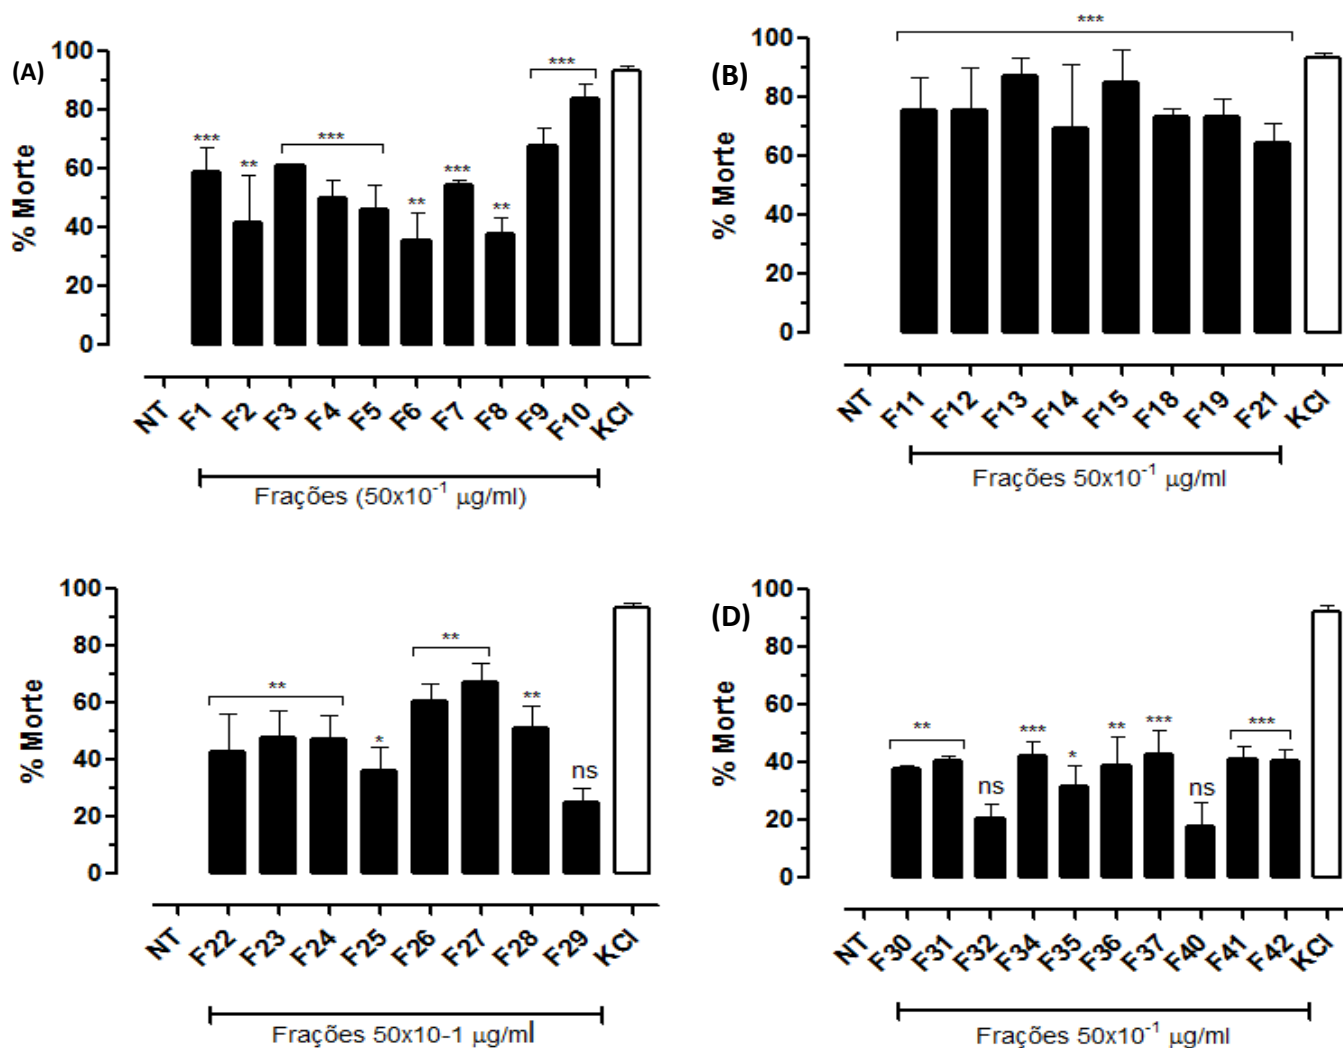 (A)
% Morte
100
80
60
40
20
0
*** ** *** ** *** ** ***
NT F1 F2 F3 F4 F5 F6 F7 F8 F9 F10 KCl
Frações (50x10⁻¹ µg/ml)
(B)
% Morte
100
80
60
40
20
0
***
NT F11 F12 F13 F14 F15 F18 F19 F21 KCl
Frações 50x10⁻¹ µg/ml
% Morte
100
80
60
40
20
0
** * ** ** ns
NT F22 F23 F24 F25 F26 F27 F28 F29 KCl
Frações 50x10-1 µg/ml
(D)
% Morte
100
80
60
40
20
0
** ns *** * ** *** ns ***
NT F30 F31 F32 F34 F35 F36 F37 F40 F41 F42 KCl
Frações 50x10⁻¹ µg/ml